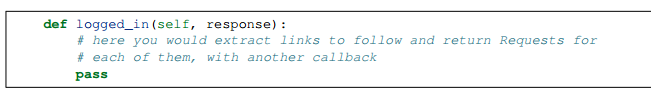 def logged_in(self, response):
# here you would extract links to follow and return Requests for
# each of them, with another callback
pass